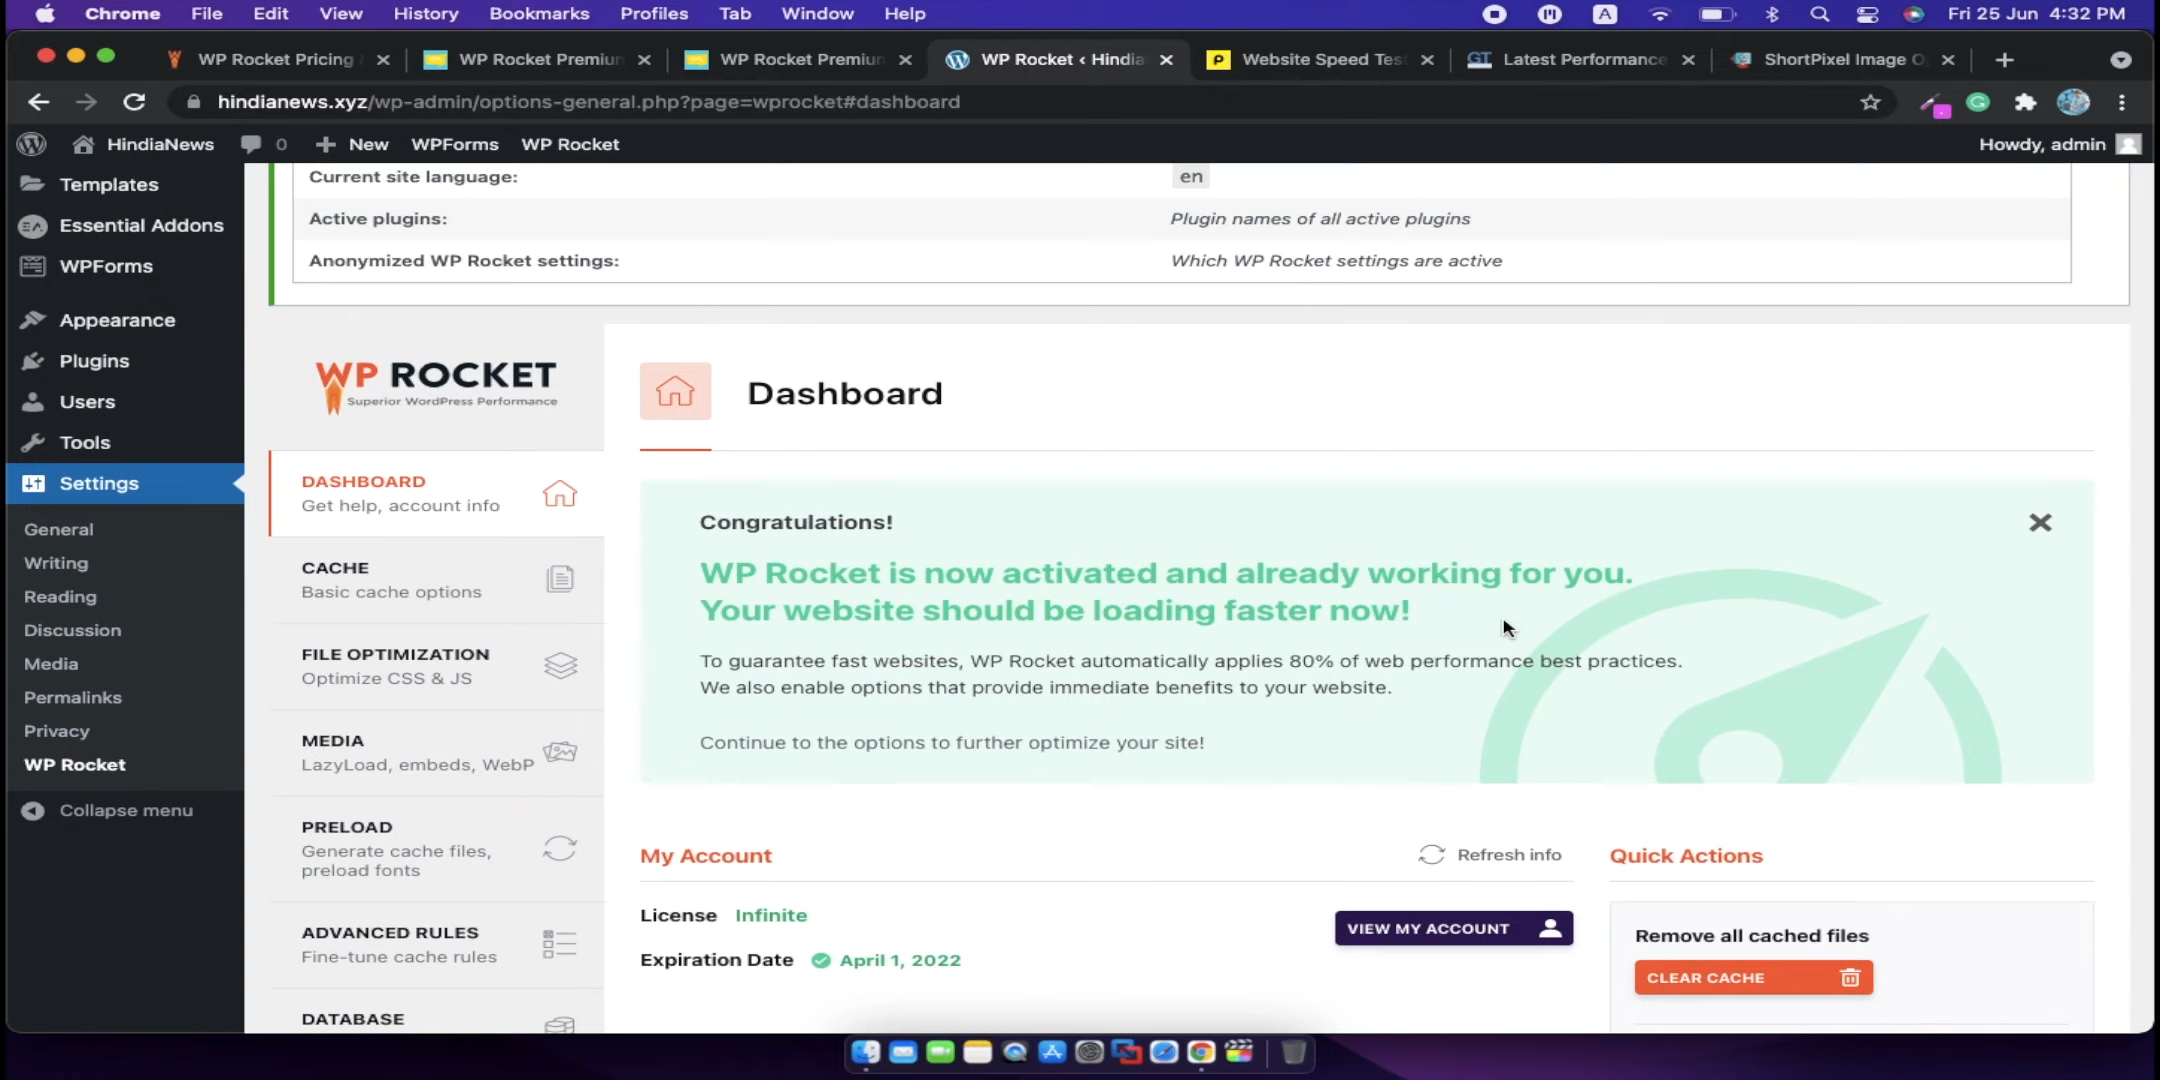 Chrome File Edit View History Bookmarks Profiles Tab Window Help
A
Fri 25 Jun 4:32 PM
WP Rocket Pricing
WP Rocket Premiun
WP Rocket Premiun
WP Rocket ‹ Hindia
P Website Speed Tes
GT Latest Performance
ShortPixel Image O
hindianews.xyz/wp-admin/options-general.php?page=wprocket#dashboard
HindiaNews 0 + New WPForms WP Rocket
Howdy, admin
Templates
Essential Addons
WPForms
Appearance
Plugins
Users
Tools
Settings
General
Writing
Reading
Discussion
Media
Permalinks
Privacy
WP Rocket
Collapse menu
Current site language: en
Active plugins: Plugin names of all active plugins
Anonymized WP Rocket settings: Which WP Rocket settings are active
WP ROCKET
Superior WordPress Performance
DASHBOARD
Get help, account info
CACHE
Basic cache options
FILE OPTIMIZATION
Optimize CSS & JS
MEDIA
LazyLoad, embeds, WebP
PRELOAD
Generate cache files,
preload fonts
ADVANCED RULES
Fine-tune cache rules
DATABASE
Dashboard
Congratulations!
WP Rocket is now activated and already working for you.
Your website should be loading faster now!
To guarantee fast websites, WP Rocket automatically applies 80% of web performance best practices.
We also enable options that provide immediate benefits to your website.
Continue to the options to further optimize your site!
My Account
Refresh info
License Infinite
VIEW MY ACCOUNT
Expiration Date April 1, 2022
Quick Actions
Remove all cached files
CLEAR CACHE